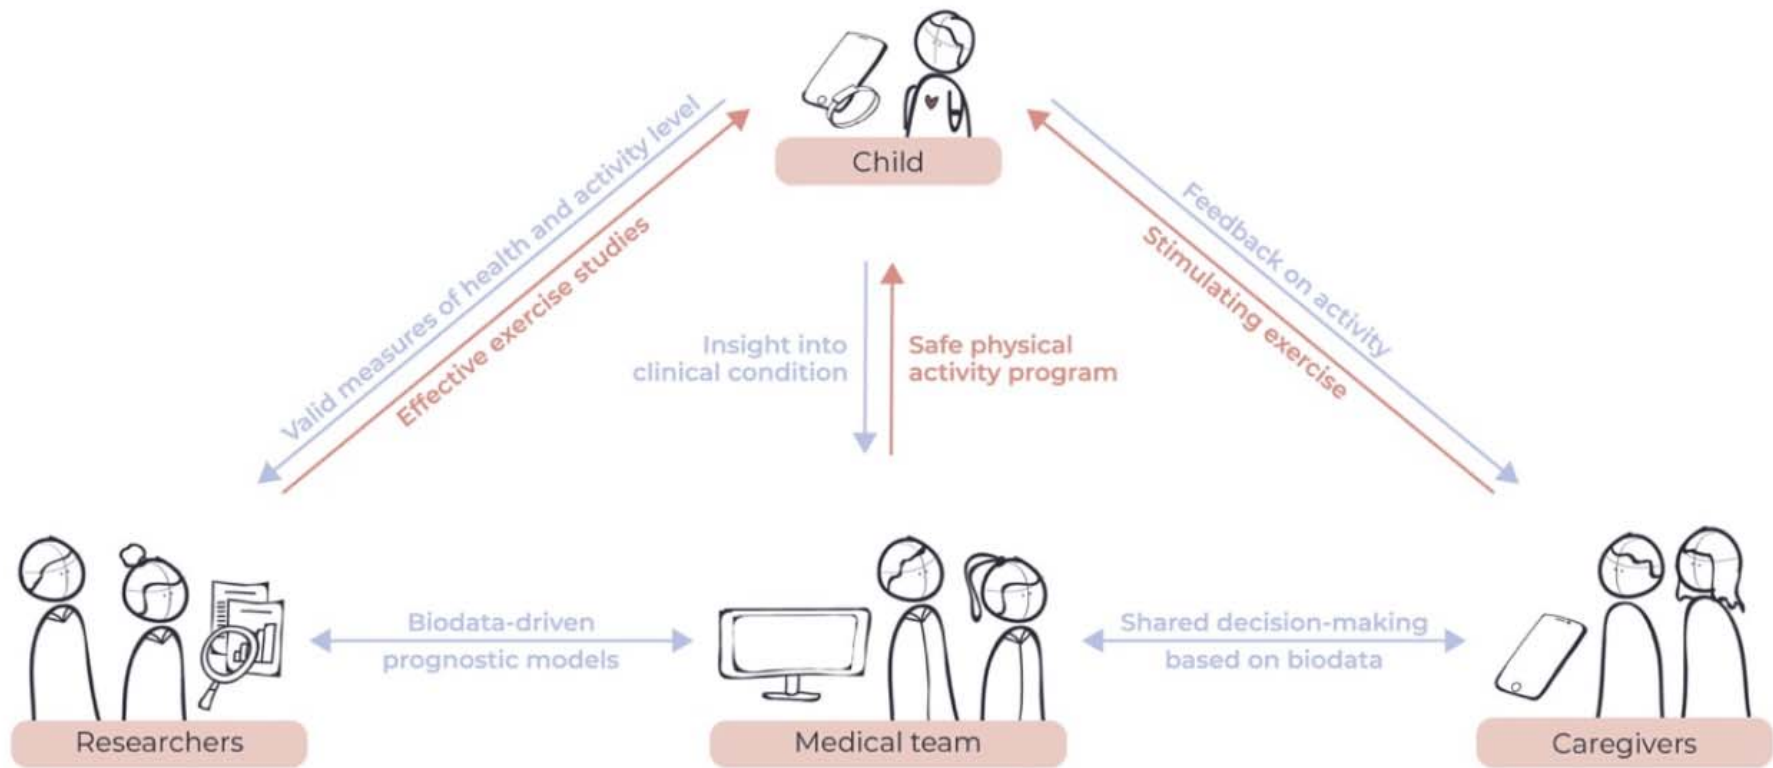 Child
Valid measures of health and activity level
Effective exercise studies
Feedback on activity
Stimulating exercise
Insight into
clinical condition
Safe physical
activity program
Biodata-driven
prognostic models
Shared decision-making
based on biodata
Researchers
Medical team
Caregivers